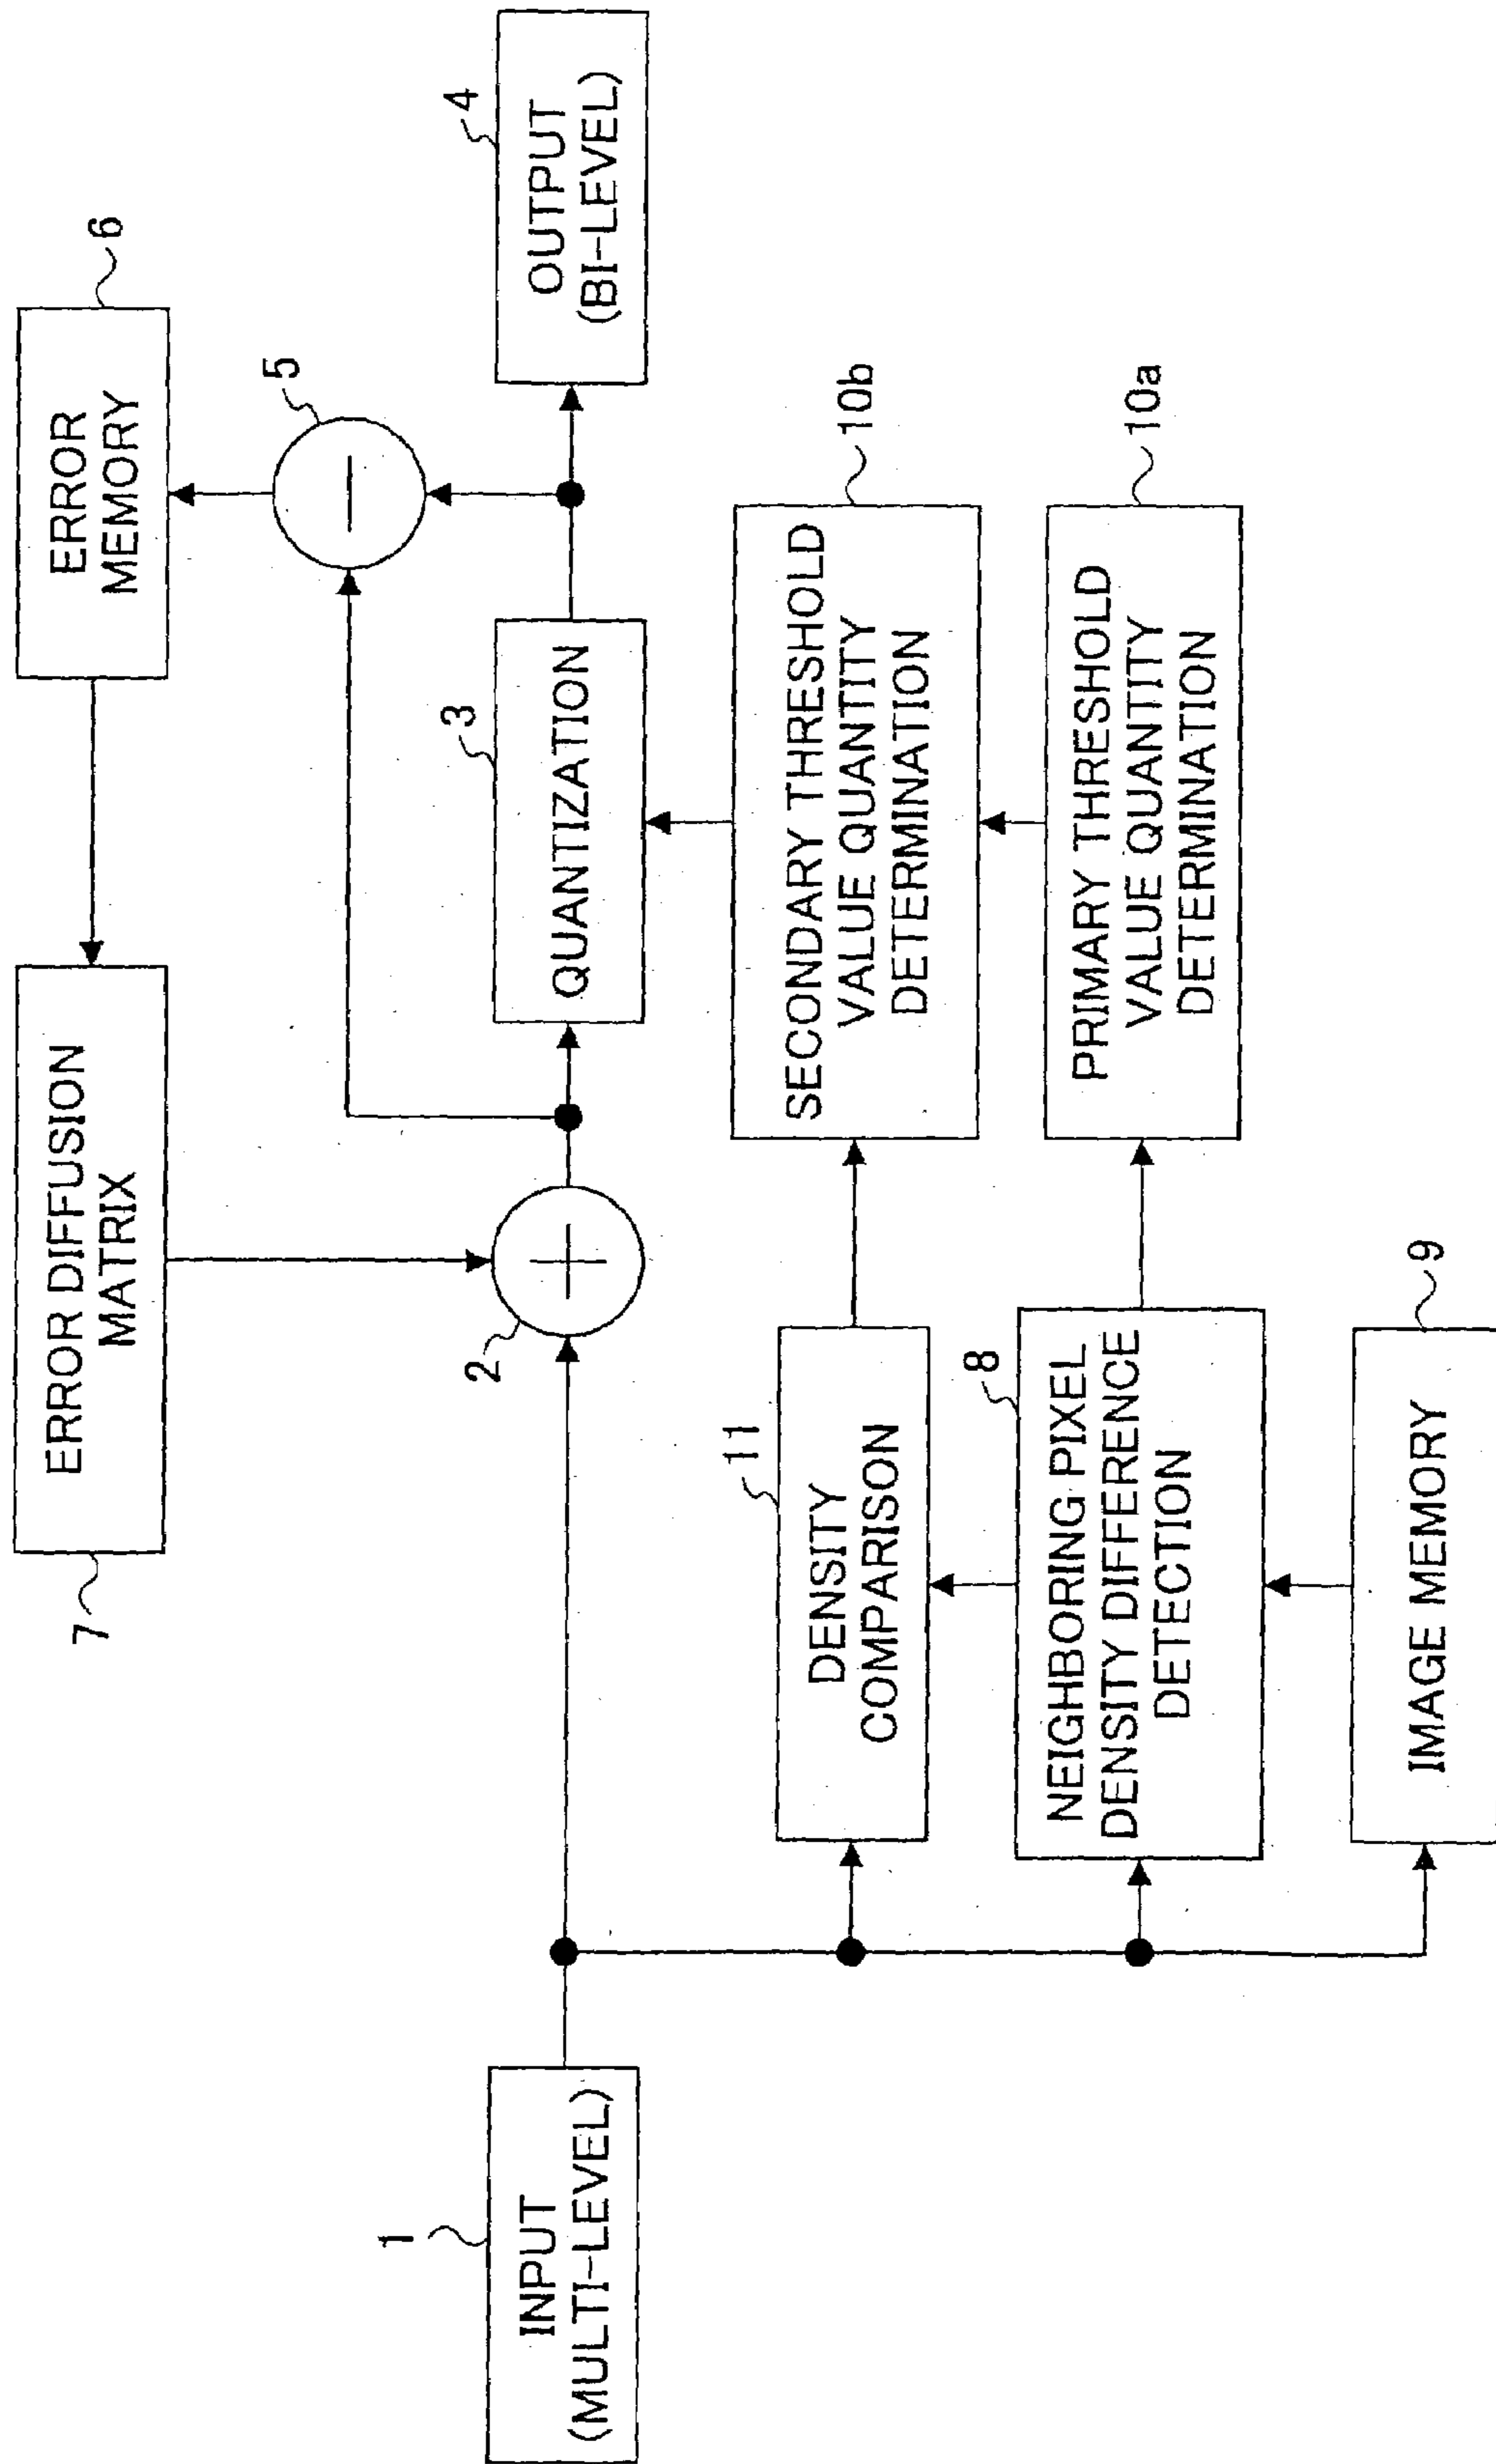 7
ERROR DIFFUSION
MATRIX
ERROR
MEMORY
6
5
1
INPUT
(MULTI-LEVEL)
2
3
QUANTIZATION
4
OUTPUT
(BI-LEVEL)
11
DENSITY
COMPARISON
SECONDARY THRESHOLD
VALUE QUANTITY
DETERMINATION
10b
8
NEIGHBORING PIXEL
DENSITY DIFFERENCE
DETECTION
PRIMARY THRESHOLD
VALUE QUANTITY
DETERMINATION
10a
9
IMAGE MEMORY